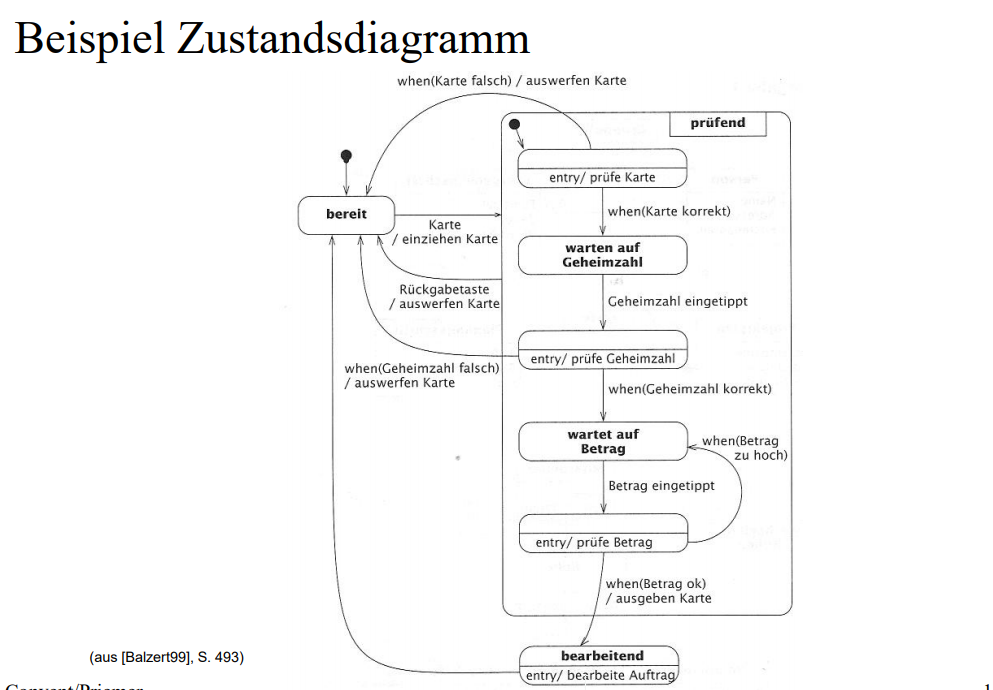 Beispiel Zustandsdiagramm
when(Karte falsch) / auswerfen Karte
prüfend
entry/ prüfe Karte
bereit
Karte
/ einziehen Karte
when(Karte korrekt)
warten auf
Geheimzahl
Rückgabetaste
/ auswerfen Karte
Geheimzahl eingetippt
entry/ prüfe Geheimzahl
when(Geheimzahl falsch)
/ auswerfen Karte
when(Geheimzahl korrekt)
wartet auf
Betrag
when(Betrag
zu hoch)
Betrag eingetippt
entry/ prüfe Betrag
when(Betrag ok)
/ ausgeben Karte
bearbeitend
entry/ bearbeite Auftrag
(aus [Balzert99], S. 493)